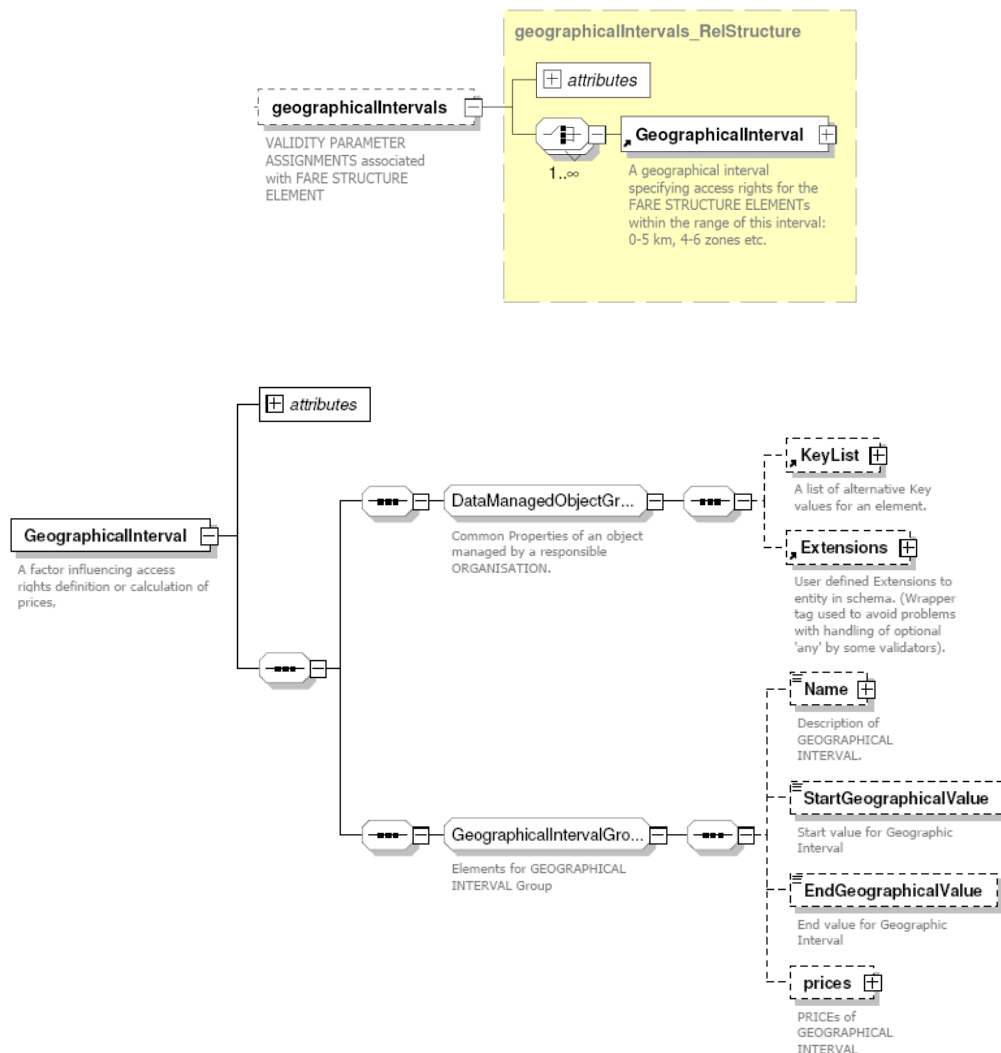 geographicalIntervals_RelStructure
attributes
geographicalIntervals
VALIDITY PARAMETER
ASSIGNMENTS associated
with FARE STRUCTURE
ELEMENT
GeographicalInterval
1..∞
A geographical interval
specifying access rights for the
FARE STRUCTURE ELEMENTs
within the range of this interval:
0-5 km, 4-6 zones etc.
attributes
KeyList
A list of alternative Key
values for an element.
DataManagedObjectGr...
Common Properties of an object
managed by a responsible
ORGANISATION.
Extensions
User defined Extensions to
entity in schema. (Wrapper
tag used to avoid problems
with handling of optional
'any' by some validators).
GeographicalInterval
A factor influencing access
rights definition or calculation of
prices,
Name
Description of
GEOGRAPHICAL
INTERVAL.
StartGeographicalValue
Start value for Geographic
Interval
GeographicalIntervalGro...
Elements for GEOGRAPHICAL
INTERVAL Group
EndGeographicalValue
End value for Geographic
Interval
prices
PRICEs of
GEOGRAPHICAL
INTERVAL